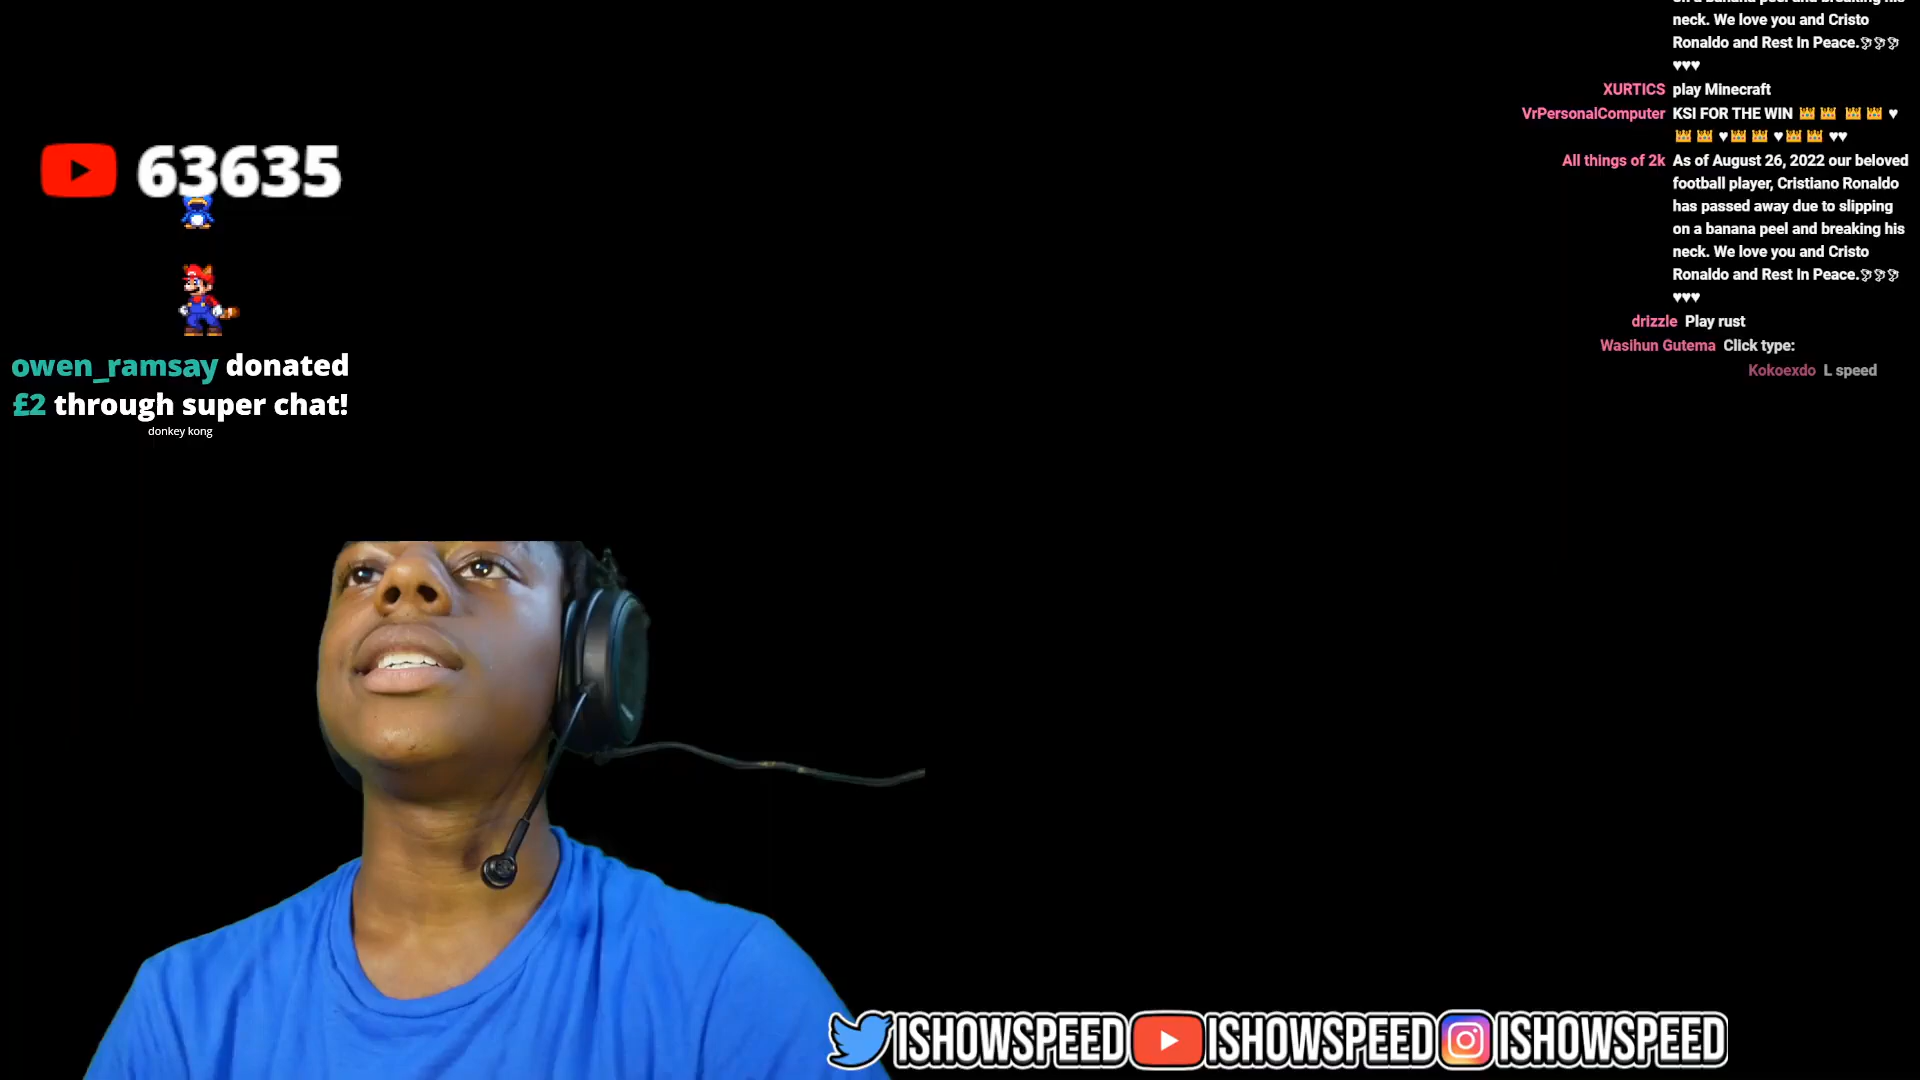 neck. We love you and Cristo
Ronaldo and Rest In Peace.🕊🕊🕊
♥♥♥
XURTICS play Minecraft
VrPersonalComputer KSI FOR THE WIN 👑 👑 👑 👑 ♥
👑 👑 ♥👑 👑 ♥👑 👑 ♥♥
All things of 2k As of August 26, 2022 our beloved
football player, Cristiano Ronaldo
has passed away due to slipping
on a banana peel and breaking his
neck. We love you and Cristo
Ronaldo and Rest In Peace.🕊🕊🕊
♥♥♥
drizzle Play rust
Wasihun Gutema Click type:
Kokoexdo L speed
63635
owen_ramsay donated
£2 through super chat!
donkey kong
ISHOWSPEED ISHOWSPEED ISHOWSPEED